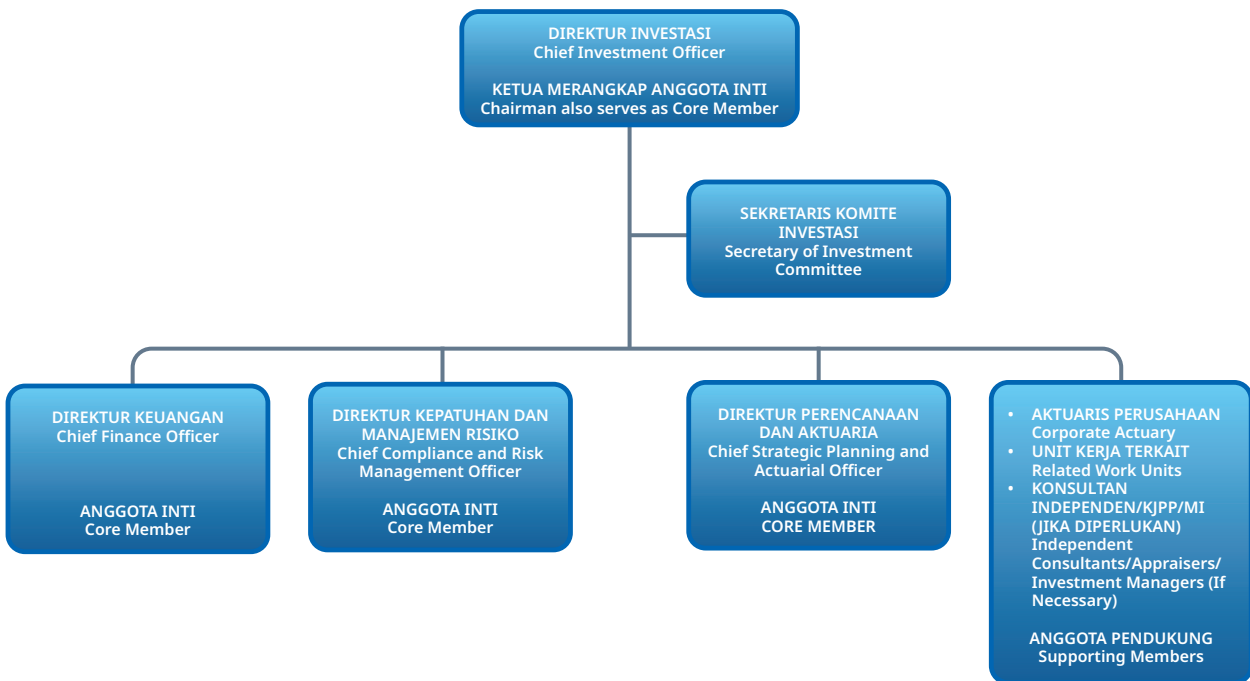 DIREKTUR INVESTASI
Chief Investment Officer
KETUA MERANGKAP ANGGOTA INTI
Chairman also serves as Core Member
SEKRETARIS KOMITE
INVESTASI
Secretary of Investment
Committee
DIREKTUR KEUANGAN
Chief Finance Officer
ANGGOTA INTI
Core Member
DIREKTUR KEPATUHAN DAN
MANAJEMEN RISIKO
Chief Compliance and Risk
Management Officer
ANGGOTA INTI
Core Member
DIREKTUR PERENCANAAN
DAN AKTUARIA
Chief Strategic Planning and
Actuarial Officer
ANGGOTA INTI
CORE MEMBER
• AKTUARIS PERUSAHAAN
Corporate Actuary
• UNIT KERJA TERKAIT
Related Work Units
• KONSULTAN
INDEPENDEN/KJPP/MI
(JIKA DIPERLUKAN)
Independent
Consultants/Appraisers/
Investment Managers (If
Necessary)
ANGGOTA PENDUKUNG
Supporting Members